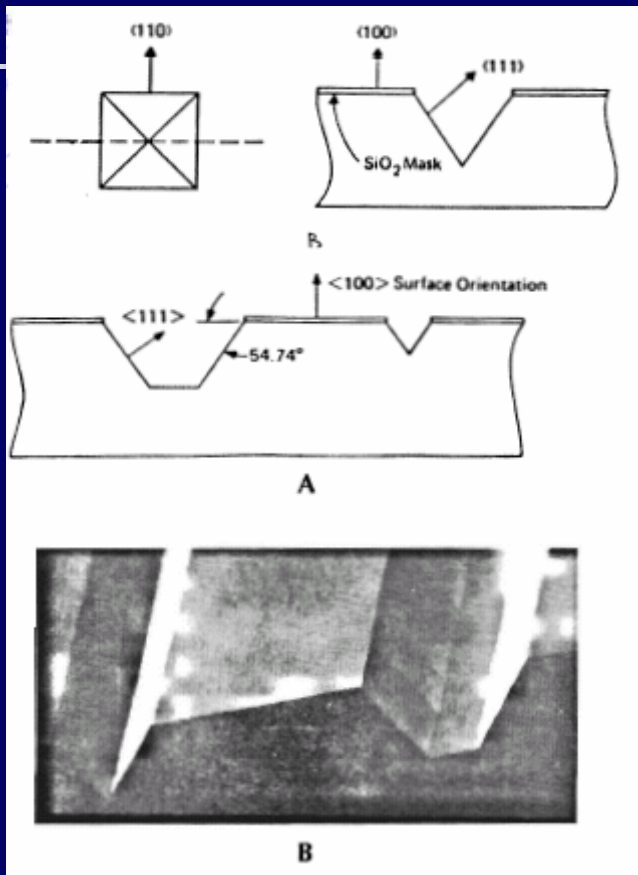 (110)
(100)
(111)
SiO2 Mask
B
<100> Surface Orientation
<111>
54.74°
A
B